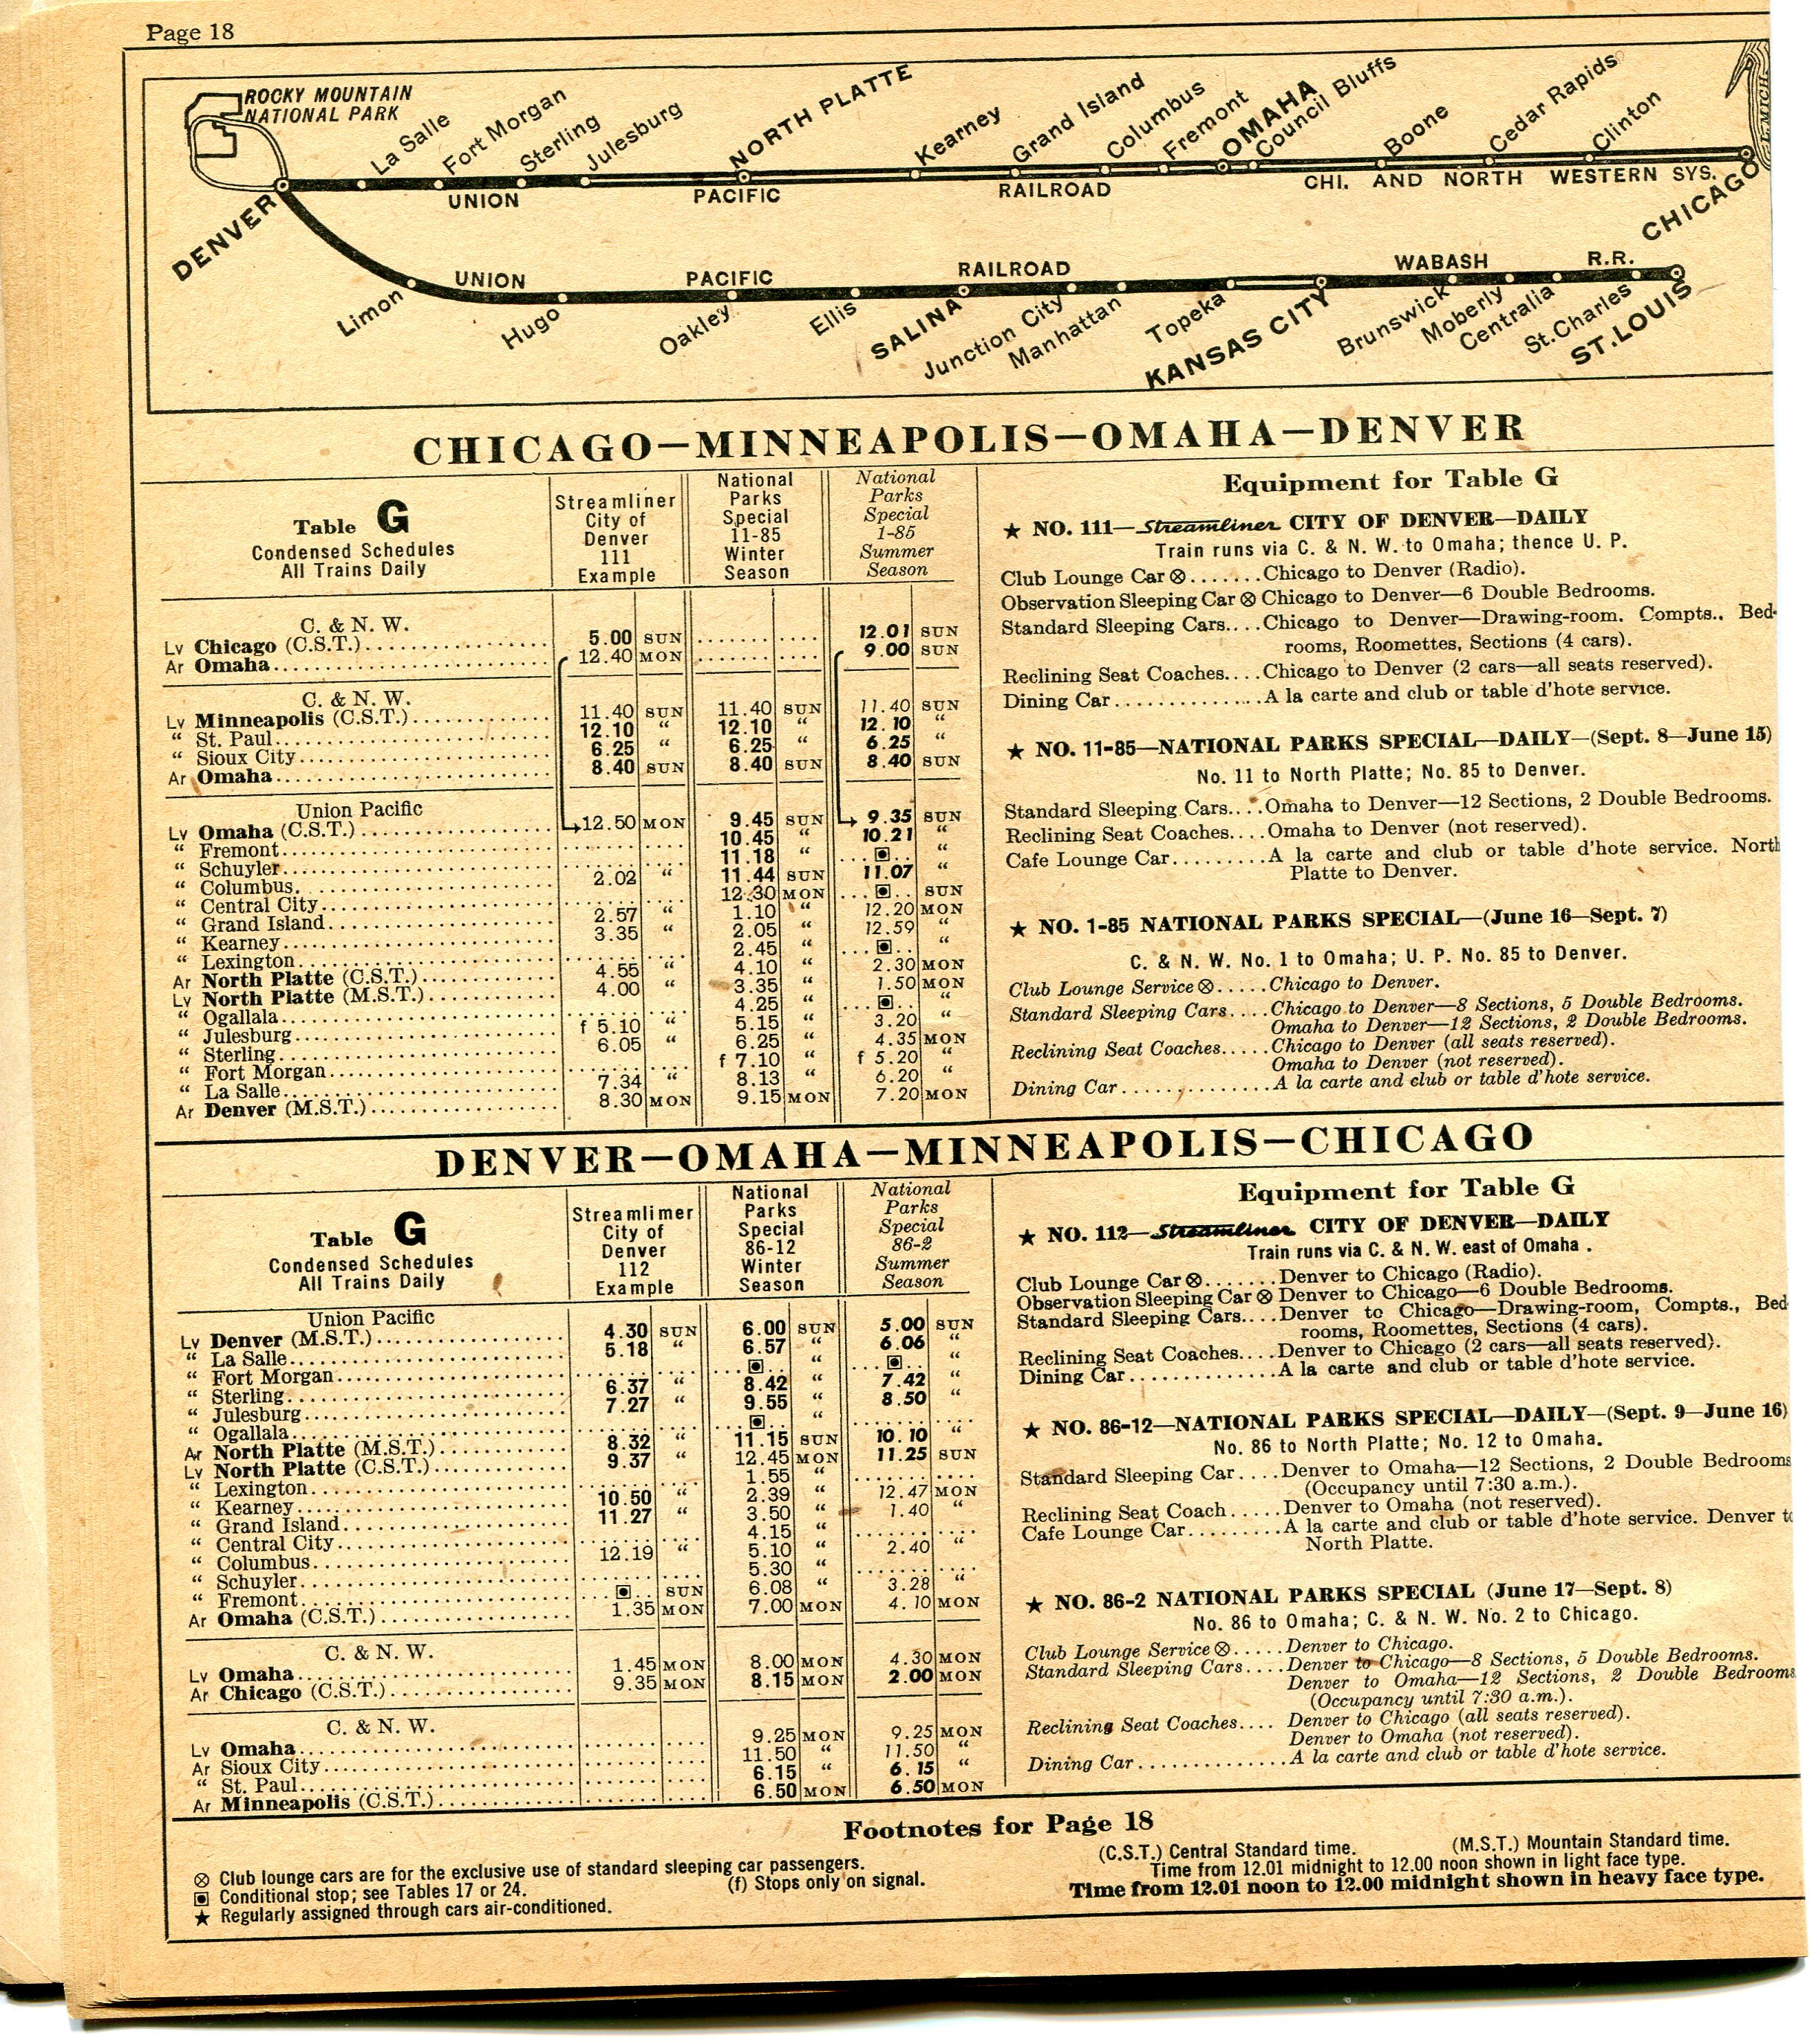 Page 18
ROCKY MOUNTAIN
NATIONAL PARK
La Salle
Fort Morgan
Sterling
Julesburg
NORTH PLATTE
Kearney
Grand Island
Columbus
Fremont
OMAHA
Council Bluffs
Boone
Cedar Rapids
Clinton
L. MICH.
UNION PACIFIC RAILROAD CHI. AND NORTH WESTERN SYS.
DENVER
CHICAGO
UNION PACIFIC RAILROAD WABASH R.R.
Limon
Hugo
Oakley
Ellis
SALINA
Junction City
Manhattan
Topeka
KANSAS CITY
Brunswick
Moberly
Centralia
St. Charles
ST. LOUIS
CHICAGO—MINNEAPOLIS—OMAHA—DENVER
Table G
Condensed Schedules
All Trains Daily
Streamliner
City of
Denver
111
Example
National
Parks
Special
11-85
Winter
Season
National
Parks
Special
1-85
Summer
Season
C. & N. W.
Lv Chicago (C.S.T.) 5.00 SUN ........ .... 12.01 SUN
Ar Omaha 12.40 MON ........ .... 9.00 SUN
C. & N. W.
Lv Minneapolis (C.S.T.) 11.40 SUN 11.40 SUN 11.40 SUN
“ St. Paul 12.10 “ 12.10 “ 12.10 “
“ Sioux City 6.25 “ 6.25 “ 6.25 “
Ar Omaha 8.40 SUN 8.40 SUN 8.40 SUN
Union Pacific
Lv Omaha (C.S.T.) 12.50 MON 9.45 SUN 9.35 SUN
“ Fremont ........ .... 10.45 “ 10.21 “
“ Schuyler ........ .... 11.18 “ ▣ “
“ Columbus 2.02 “ 11.44 SUN 11.07 “
“ Central City ........ .... 12.30 MON ▣ SUN
“ Grand Island 2.57 “ 1.10 “ 12.20 MON
“ Kearney 3.35 “ 2.05 “ 12.59 “
“ Lexington ........ .... 2.45 “ ▣ “
Ar North Platte (C.S.T.) 4.55 “ 4.10 “ 2.30 MON
Lv North Platte (M.S.T.) 4.00 “ 3.35 “ 1.50 MON
“ Ogallala ........ .... 4.25 “ ▣ “
“ Julesburg f 5.10 “ 5.15 “ 3.20 “
“ Sterling 6.05 “ 6.25 “ 4.35 MON
“ Fort Morgan ........ .... f 7.10 “ f 5.20 “
“ La Salle 7.34 “ 8.13 “ 6.20 “
Ar Denver (M.S.T.) 8.30 MON 9.15 MON 7.20 MON
Equipment for Table G
★ NO. 111—Streamliner CITY OF DENVER—DAILY
Train runs via C. & N. W. to Omaha; thence U. P.
Club Lounge Car ⊗.......Chicago to Denver (Radio).
Observation Sleeping Car ⊗ Chicago to Denver—6 Double Bedrooms.
Standard Sleeping Cars....Chicago to Denver—Drawing-room. Compts., Bed-
rooms, Roomettes, Sections (4 cars).
Reclining Seat Coaches....Chicago to Denver (2 cars—all seats reserved).
Dining Car..............A la carte and club or table d'hote service.
★ NO. 11-85—NATIONAL PARKS SPECIAL—DAILY—(Sept. 8—June 15)
No. 11 to North Platte; No. 85 to Denver.
Standard Sleeping Cars....Omaha to Denver—12 Sections, 2 Double Bedrooms.
Reclining Seat Coaches....Omaha to Denver (not reserved).
Cafe Lounge Car.........A la carte and club or table d'hote service. North
Platte to Denver.
★ NO. 1-85 NATIONAL PARKS SPECIAL—(June 16—Sept. 7)
C. & N. W. No. 1 to Omaha; U. P. No. 85 to Denver.
Club Lounge Service ⊗.....Chicago to Denver.
Standard Sleeping Cars....Chicago to Denver—8 Sections, 5 Double Bedrooms.
Omaha to Denver—12 Sections, 2 Double Bedrooms.
Reclining Seat Coaches.....Chicago to Denver (all seats reserved).
Omaha to Denver (not reserved).
Dining Car..............A la carte and club or table d'hote service.
DENVER—OMAHA—MINNEAPOLIS—CHICAGO
Table G
Condensed Schedules
All Trains Daily
Streamlimer
City of
Denver
112
Example
National
Parks
Special
86-12
Winter
Season
National
Parks
Special
86-2
Summer
Season
Union Pacific
Lv Denver (M.S.T.) 4.30 SUN 6.00 SUN 5.00 SUN
“ La Salle 5.18 “ 6.57 “ 6.06 “
“ Fort Morgan ........ .... ▣ “ ▣ “
“ Sterling 6.37 “ 8.42 “ 7.42 “
“ Julesburg 7.27 “ 9.55 “ 8.50 “
“ Ogallala ........ .... ▣ “ ........ ....
Ar North Platte (M.S.T.) 8.32 “ 11.15 SUN 10.10 “
Lv North Platte (C.S.T.) 9.37 “ 12.45 MON 11.25 SUN
“ Lexington ........ .... 1.55 “ ........ ....
“ Kearney 10.50 “ 2.39 “ 12.47 MON
“ Grand Island 11.27 “ 3.50 “ 1.40 “
“ Central City ........ .... 4.15 “ ........ ....
“ Columbus 12.19 “ 5.10 “ 2.40 “
“ Schuyler ........ .... 5.30 “ ........ ....
“ Fremont ▣ SUN 6.08 “ 3.28 “
Ar Omaha (C.S.T.) 1.35 MON 7.00 MON 4.10 MON
C. & N. W.
Lv Omaha 1.45 MON 8.00 MON 4.30 MON
Ar Chicago (C.S.T.) 9.35 MON 8.15 MON 2.00 MON
C. & N. W.
Lv Omaha ........ .... 9.25 MON 9.25 MON
Ar Sioux City ........ .... 11.50 “ 11.50 “
“ St. Paul ........ .... 6.15 “ 6.15 “
Ar Minneapolis (C.S.T.) ........ .... 6.50 MON 6.50 MON
Equipment for Table G
★ NO. 112—Streamliner CITY OF DENVER—DAILY
Train runs via C. & N. W. east of Omaha .
Club Lounge Car ⊗.......Denver to Chicago (Radio).
Observation Sleeping Car ⊗ Denver to Chicago—6 Double Bedrooms.
Standard Sleeping Cars....Denver to Chicago—Drawing-room, Compts., Bed-
rooms, Roomettes, Sections (4 cars).
Reclining Seat Coaches....Denver to Chicago (2 cars—all seats reserved).
Dining Car..............A la carte and club or table d'hote service.
★ NO. 86-12—NATIONAL PARKS SPECIAL—DAILY—(Sept. 9—June 16)
No. 86 to North Platte; No. 12 to Omaha.
Standard Sleeping Car....Denver to Omaha—12 Sections, 2 Double Bedrooms
(Occupancy until 7:30 a.m.).
Reclining Seat Coach.....Denver to Omaha (not reserved).
Cafe Lounge Car.........A la carte and club or table d'hote service. Denver to
North Platte.
★ NO. 86-2 NATIONAL PARKS SPECIAL (June 17—Sept. 8)
No. 86 to Omaha; C. & N. W. No. 2 to Chicago.
Club Lounge Service ⊗.....Denver to Chicago.
Standard Sleeping Cars....Denver to Chicago—8 Sections, 5 Double Bedrooms.
Denver to Omaha—12 Sections, 2 Double Bedrooms
(Occupancy until 7:30 a.m.).
Reclining Seat Coaches.... Denver to Chicago (all seats reserved).
Denver to Omaha (not reserved).
Dining Car..............A la carte and club or table d'hote service.
Footnotes for Page 18
⊗ Club lounge cars are for the exclusive use of standard sleeping car passengers.
▣ Conditional stop; see Tables 17 or 24. (f) Stops only on signal.
★ Regularly assigned through cars air-conditioned.
(C.S.T.) Central Standard time. (M.S.T.) Mountain Standard time.
Time from 12.01 midnight to 12.00 noon shown in light face type.
Time from 12.01 noon to 12.00 midnight shown in heavy face type.